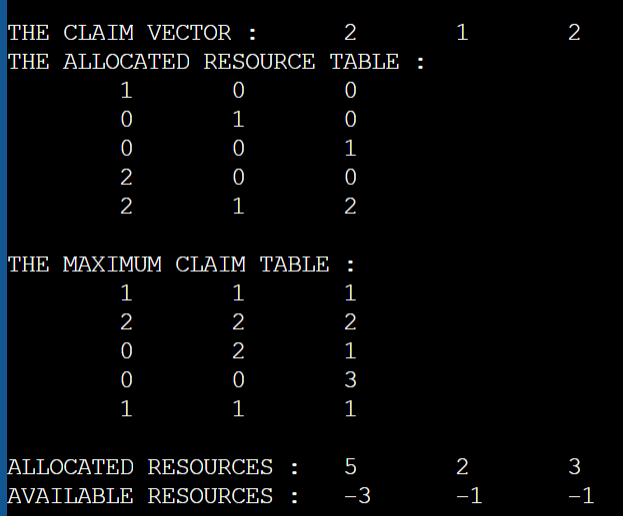 THE CLAIM VECTOR : 2 1 2
THE ALLOCATED RESOURCE TABLE :
1 0 0
0 1 0
0 0 1
2 0 0
2 1 2
THE MAXIMUM CLAIM TABLE :
1 1 1
2 2 2
0 2 1
0 0 3
1 1 1
ALLOCATED RESOURCES : 5 2 3
AVAILABLE RESOURCES : -3 -1 -1